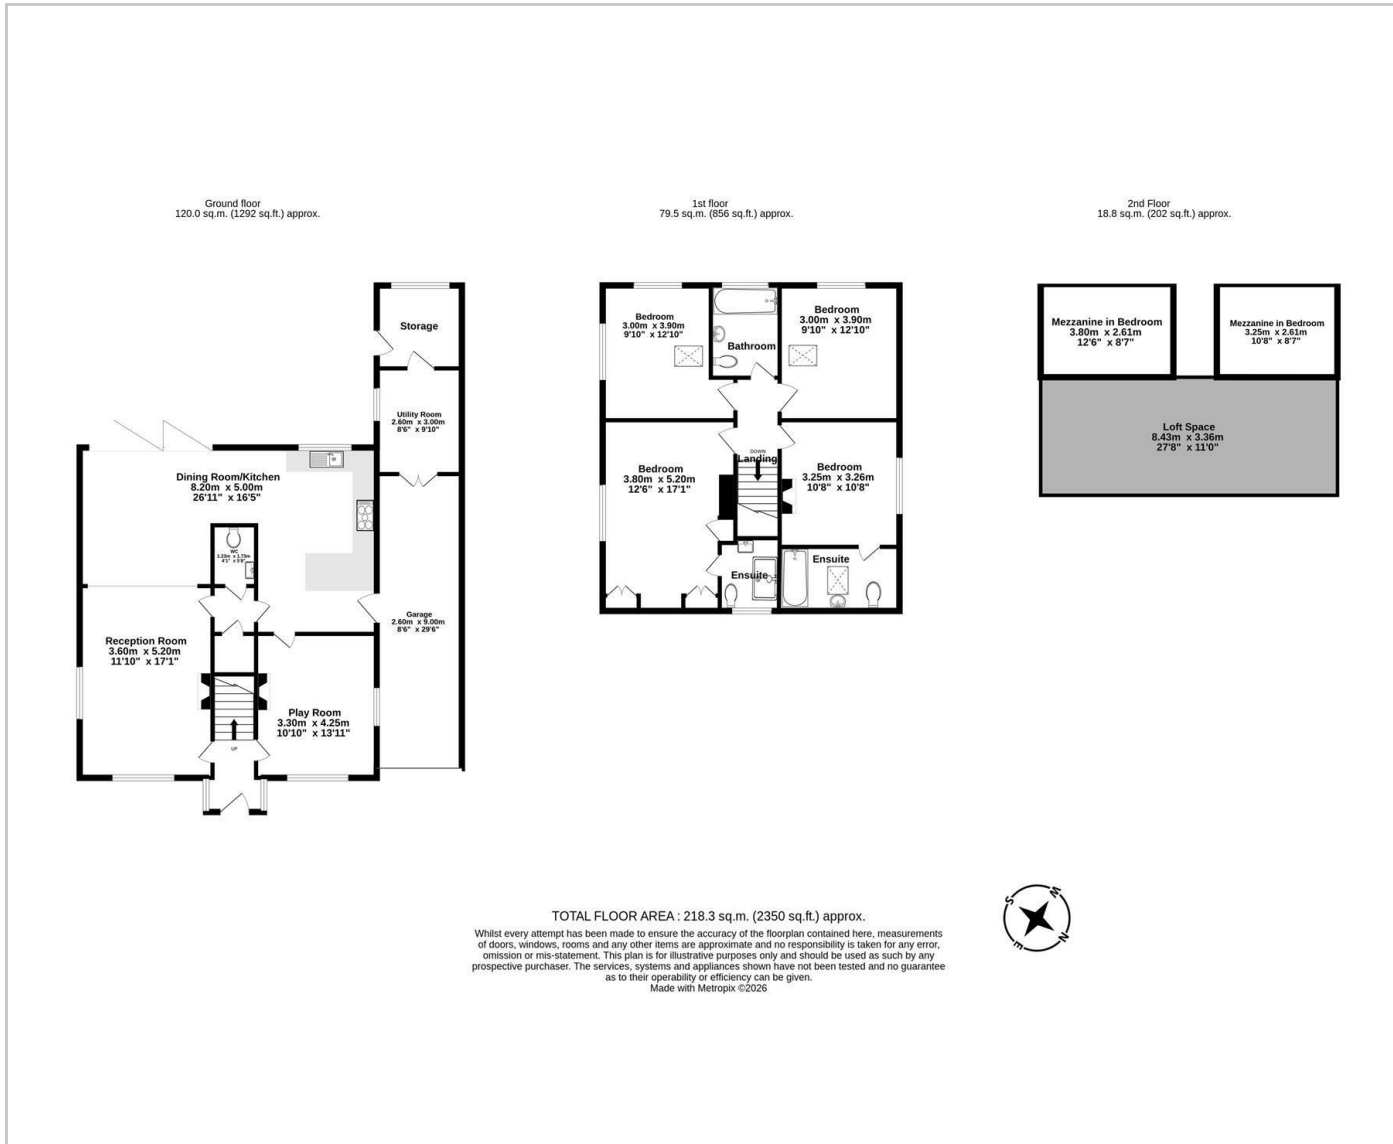 Ground floor
120.0 sq.m. (1292 sq.ft.) approx.
Storage
Utility Room
2.60m x 3.00m
8'6" x 9'10"
Dining Room/Kitchen
8.20m x 5.00m
26'11" x 16'5"
WC
1.23m x 1.73m
4'1" x 5'8"
Garage
2.60m x 9.00m
8'6" x 29'6"
Reception Room
3.60m x 5.20m
11'10" x 17'1"
Play Room
3.30m x 4.25m
10'10" x 13'11"
UP
1st floor
79.5 sq.m. (856 sq.ft.) approx.
Bedroom
3.00m x 3.90m
9'10" x 12'10"
Bathroom
Bedroom
3.00m x 3.90m
9'10" x 12'10"
DOWN
Landing
Bedroom
3.80m x 5.20m
12'6" x 17'1"
Bedroom
3.25m x 3.26m
10'8" x 10'8"
Ensuite
Ensuite
2nd Floor
18.8 sq.m. (202 sq.ft.) approx.
Mezzanine in Bedroom
3.80m x 2.61m
12'6" x 8'7"
Mezzanine in Bedroom
3.25m x 2.61m
10'8" x 8'7"
Loft Space
8.43m x 3.36m
27'8" x 11'0"
TOTAL FLOOR AREA : 218.3 sq.m. (2350 sq.ft.) approx.
Whilst every attempt has been made to ensure the accuracy of the floorplan contained here, measurements
of doors, windows, rooms and any other items are approximate and no responsibility is taken for any error,
omission or mis-statement. This plan is for illustrative purposes only and should be used as such by any
prospective purchaser. The services, systems and appliances shown have not been tested and no guarantee
as to their operability or efficiency can be given.
Made with Metropix ©2026
S
W
E
N